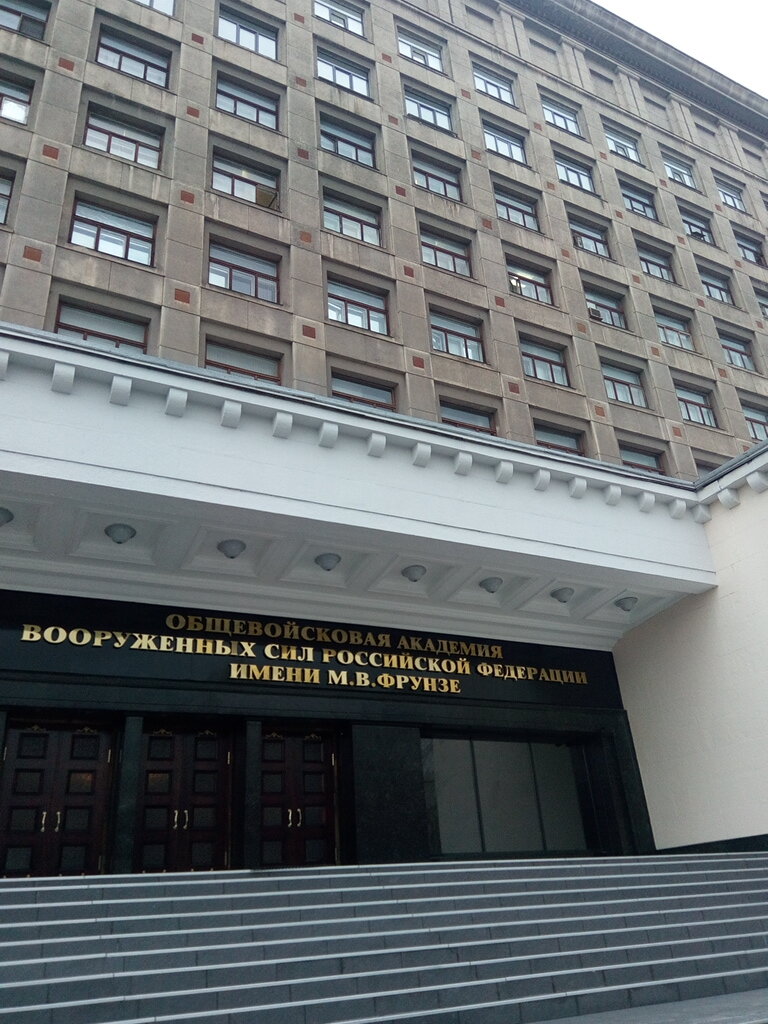 ОБЩЕВОЙСКОВАЯ АКАДЕМИЯ
ВООРУЖЕННЫХ СИЛ РОССИЙСКОЙ ФЕДЕРАЦИИ
ИМЕНИ М.В.ФРУНЗЕ